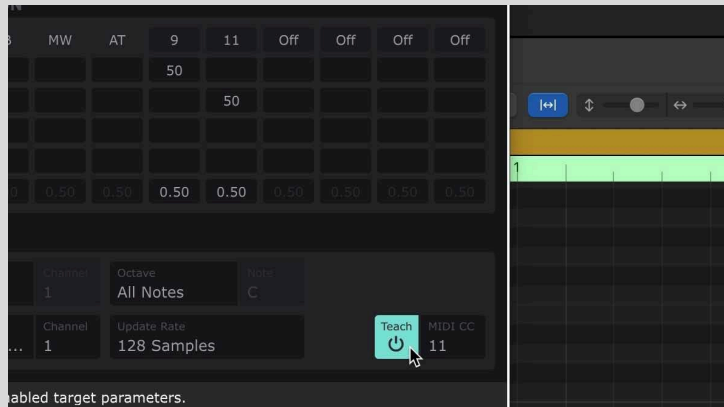 MW AT 9 11 Off Off Off Off
50
50
0.50 0.50 0.50 0.50 0.50 0.50 0.50 0.50
1
Channel Octave Note
1 All Notes C
Channel Update Rate Teach MIDI CC
... 1 128 Samples 11
abled target parameters.